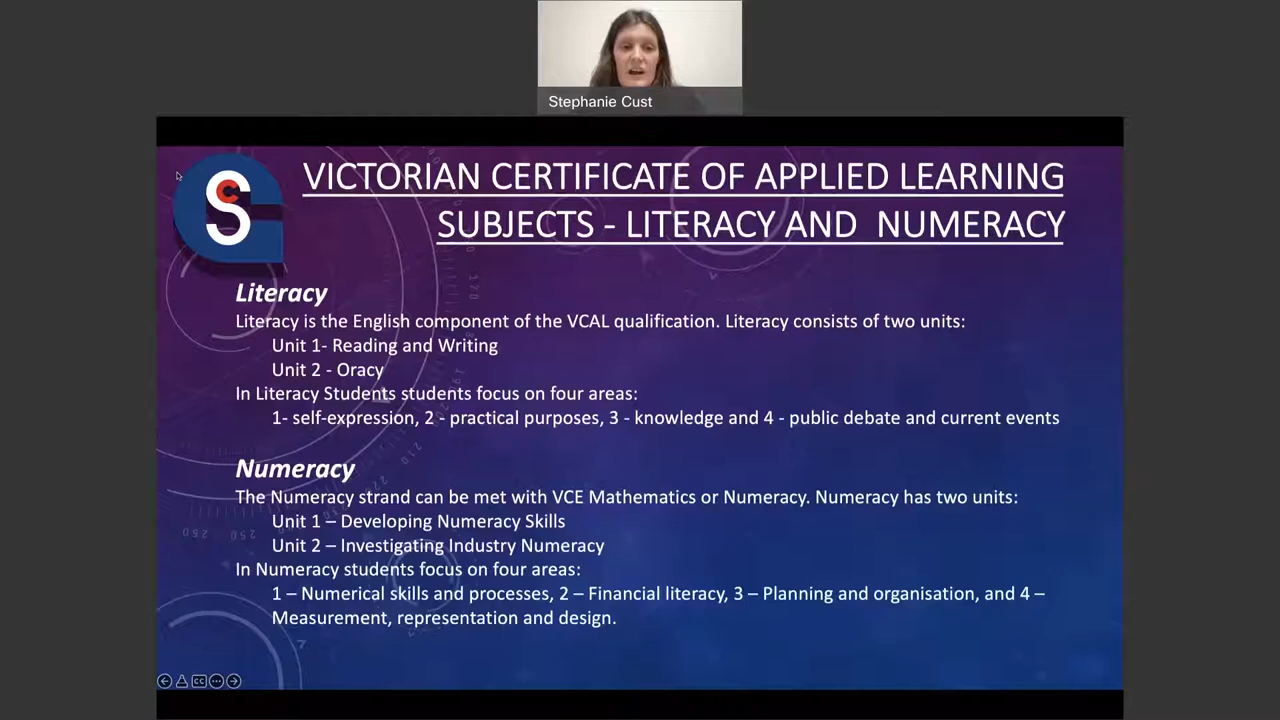 Stephanie Cust
SC
VICTORIAN CERTIFICATE OF APPLIED LEARNING
SUBJECTS - LITERACY AND NUMERACY
Literacy
Literacy is the English component of the VCAL qualification. Literacy consists of two units:
Unit 1- Reading and Writing
Unit 2 - Oracy
In Literacy Students students focus on four areas:
1- self-expression, 2 - practical purposes, 3 - knowledge and 4 - public debate and current events
Numeracy
The Numeracy strand can be met with VCE Mathematics or Numeracy. Numeracy has two units:
Unit 1 – Developing Numeracy Skills
Unit 2 – Investigating Industry Numeracy
In Numeracy students focus on four areas:
1 – Numerical skills and processes, 2 – Financial literacy, 3 – Planning and organisation, and 4 –
Measurement, representation and design.